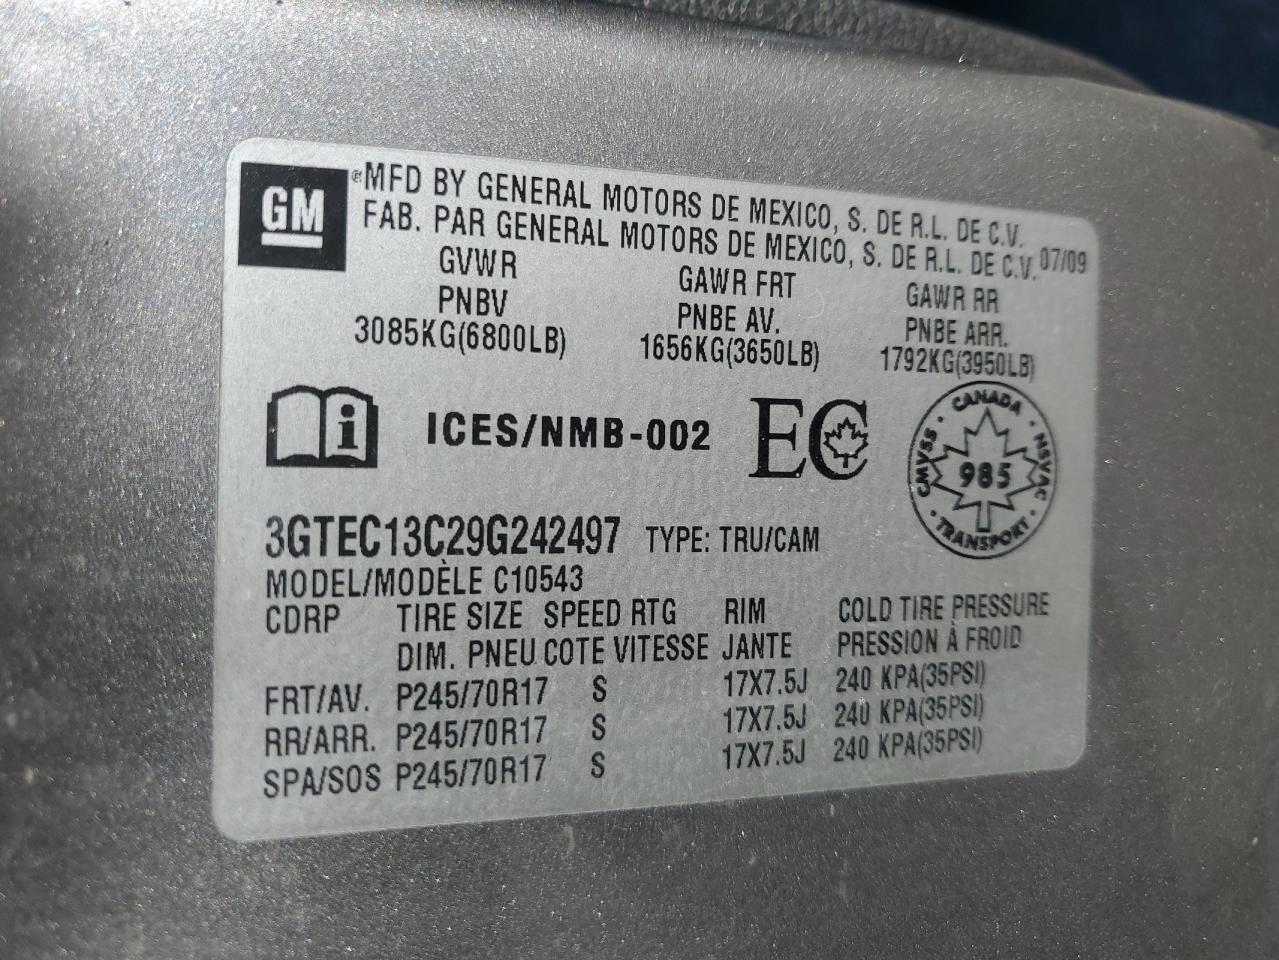 GM
® MFD BY GENERAL MOTORS DE MEXICO, S. DE R.L. DE C.V.
FAB. PAR GENERAL MOTORS DE MEXICO, S. DE R.L. DE C.V. 07/09
GVWR GAWR FRT GAWR RR
PNBV PNBE AV. PNBE ARR.
3085KG(6800LB) 1656KG(3650LB) 1792KG(3950LB)
i ICES/NMB-002 EC
CANADA
CMVSS · NSVAC
985
TRANSPORT
3GTEC13C29G242497 TYPE: TRU/CAM
MODEL/MODÈLE C10543
CDRP TIRE SIZE SPEED RTG RIM COLD TIRE PRESSURE
DIM. PNEU COTE VITESSE JANTE PRESSION À FROID
FRT/AV. P245/70R17 S 17X7.5J 240 KPA(35PSI)
RR/ARR. P245/70R17 S 17X7.5J 240 KPA(35PSI)
SPA/SOS P245/70R17 S 17X7.5J 240 KPA(35PSI)